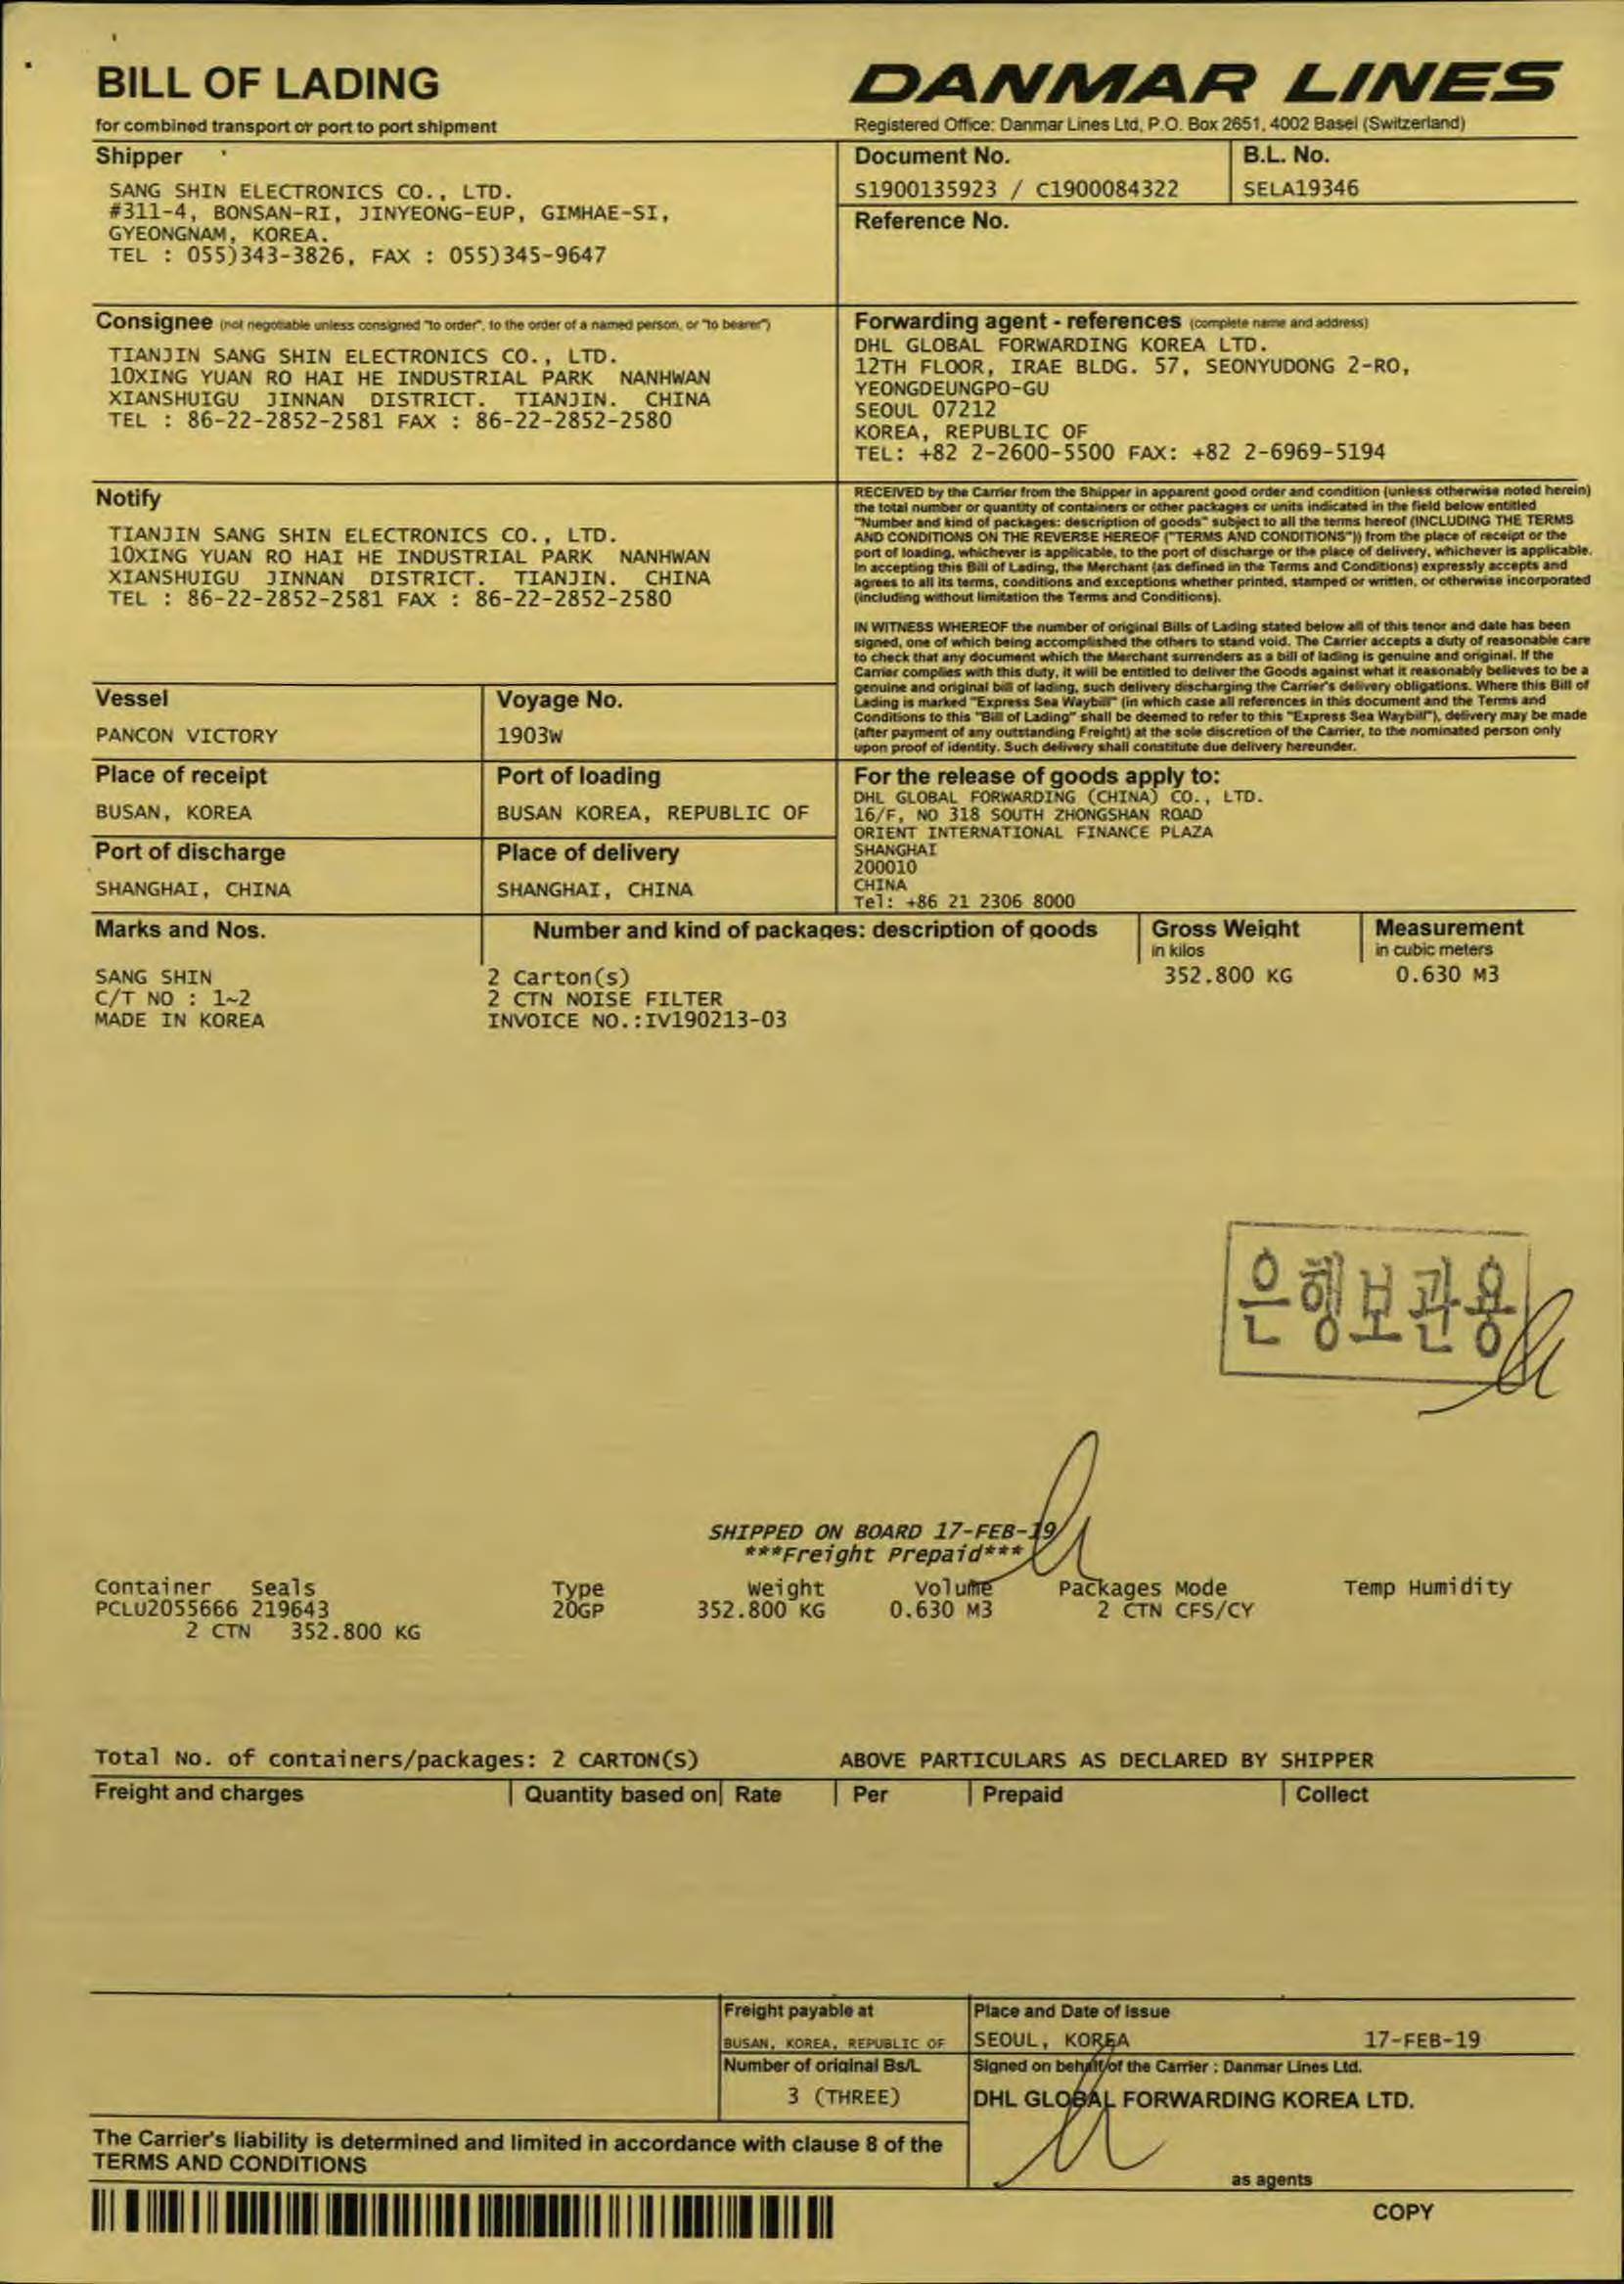 BILL OF LADING
for combined transport or port to port shipment
DANMAR LINES
Registered Office: Danmar Lines Ltd, P.O. Box 2651, 4002 Basel (Switzerland)
Shipper
SANG SHIN ELECTRONICS CO., LTD.
#311-4, BONSAN-RI, JINYEONG-EUP, GIMHAE-SI,
GYEONGNAM, KOREA.
TEL : 055)343-3826, FAX : 055)345-9647
Document No.
S1900135923 / C1900084322
B.L. No.
SELA19346
Reference No.
Consignee (not negotiable unless consigned "to order", to the order of a named person, or "to bearer")
TIANJIN SANG SHIN ELECTRONICS CO., LTD.
10XING YUAN RO HAI HE INDUSTRIAL PARK NANHWAN
XIANSHUIGU JINNAN DISTRICT. TIANJIN. CHINA
TEL : 86-22-2852-2581 FAX : 86-22-2852-2580
Forwarding agent - references (complete name and address)
DHL GLOBAL FORWARDING KOREA LTD.
12TH FLOOR, IRAE BLDG. 57, SEONYUDONG 2-RO,
YEONGDEUNGPO-GU
SEOUL 07212
KOREA, REPUBLIC OF
TEL: +82 2-2600-5500 FAX: +82 2-6969-5194
Notify
TIANJIN SANG SHIN ELECTRONICS CO., LTD.
10XING YUAN RO HAI HE INDUSTRIAL PARK NANHWAN
XIANSHUIGU JINNAN DISTRICT. TIANJIN. CHINA
TEL : 86-22-2852-2581 FAX : 86-22-2852-2580
RECEIVED by the Carrier from the Shipper in apparent good order and condition (unless otherwise noted herein)
the total number or quantity of containers or other packages or units indicated in the field below entitled
"Number and kind of packages: description of goods" subject to all the terms hereof (INCLUDING THE TERMS
AND CONDITIONS ON THE REVERSE HEREOF ("TERMS AND CONDITIONS")) from the place of receipt or the
port of loading, whichever is applicable, to the port of discharge or the place of delivery, whichever is applicable.
In accepting this Bill of Lading, the Merchant (as defined in the Terms and Conditions) expressly accepts and
agrees to all its terms, conditions and exceptions whether printed, stamped or written, or otherwise incorporated
(including without limitation the Terms and Conditions).
IN WITNESS WHEREOF the number of original Bills of Lading stated below all of this tenor and date has been
signed, one of which being accomplished the others to stand void. The Carrier accepts a duty of reasonable care
to check that any document which the Merchant surrenders as a bill of lading is genuine and original. If the
Carrier complies with this duty, it will be entitled to deliver the Goods against what it reasonably believes to be a
genuine and original bill of lading, such delivery discharging the Carrier's delivery obligations. Where this Bill of
Lading is marked "Express Sea Waybill" (in which case all references in this document and the Terms and
Conditions to this "Bill of Lading" shall be deemed to refer to this "Express Sea Waybill"), delivery may be made
(after payment of any outstanding Freight) at the sole discretion of the Carrier, to the nominated person only
upon proof of identity. Such delivery shall constitute due delivery hereunder.
Vessel
PANCON VICTORY
Voyage No.
1903W
Place of receipt
BUSAN, KOREA
Port of loading
BUSAN KOREA, REPUBLIC OF
Port of discharge
SHANGHAI, CHINA
Place of delivery
SHANGHAI, CHINA
For the release of goods apply to:
DHL GLOBAL FORWARDING (CHINA) CO., LTD.
16/F, NO 318 SOUTH ZHONGSHAN ROAD
ORIENT INTERNATIONAL FINANCE PLAZA
SHANGHAI
200010
CHINA
Tel: +86 21 2306 8000
Marks and Nos. Number and kind of packages: description of goods Gross Weight Measurement
in kilos in cubic meters
SANG SHIN 2 Carton(s) 352.800 KG 0.630 M3
C/T NO : 1~2 2 CTN NOISE FILTER
MADE IN KOREA INVOICE NO.:IV190213-03
은행보관용
SHIPPED ON BOARD 17-FEB-19
***Freight Prepaid***
Container Seals Type Weight Volume Packages Mode Temp Humidity
PCLU2055666 219643 20GP 352.800 KG 0.630 M3 2 CTN CFS/CY
2 CTN 352.800 KG
Total No. of containers/packages: 2 CARTON(S) ABOVE PARTICULARS AS DECLARED BY SHIPPER
Freight and charges Quantity based on Rate Per Prepaid Collect
Freight payable at
BUSAN, KOREA, REPUBLIC OF
Place and Date of Issue
SEOUL, KOREA 17-FEB-19
Number of original Bs/L
3 (THREE)
Signed on behalf of the Carrier : Danmar Lines Ltd.
DHL GLOBAL FORWARDING KOREA LTD.
The Carrier's liability is determined and limited in accordance with clause 8 of the
TERMS AND CONDITIONS
as agents
COPY